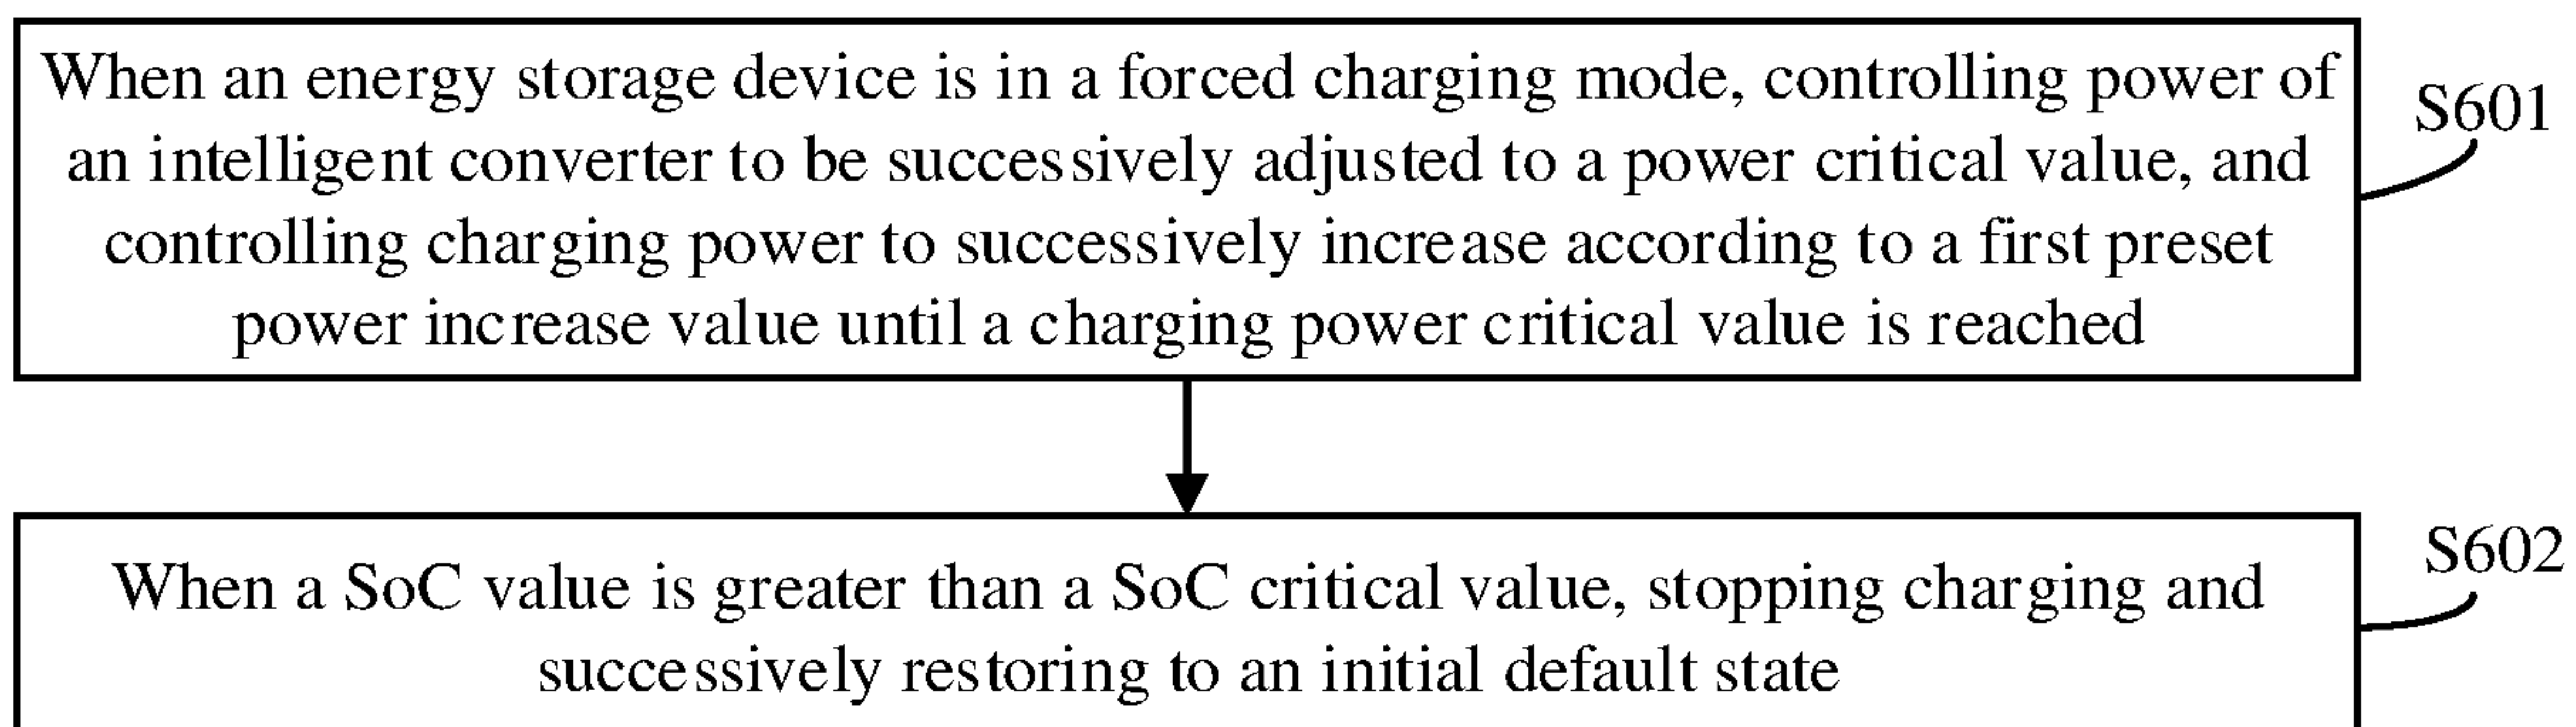 When an energy storage device is in a forced charging mode, controlling power of
an intelligent converter to be successively adjusted to a power critical value, and
controlling charging power to successively increase according to a first preset
power increase value until a charging power critical value is reached
S601
When a SoC value is greater than a SoC critical value, stopping charging and
successively restoring to an initial default state
S602